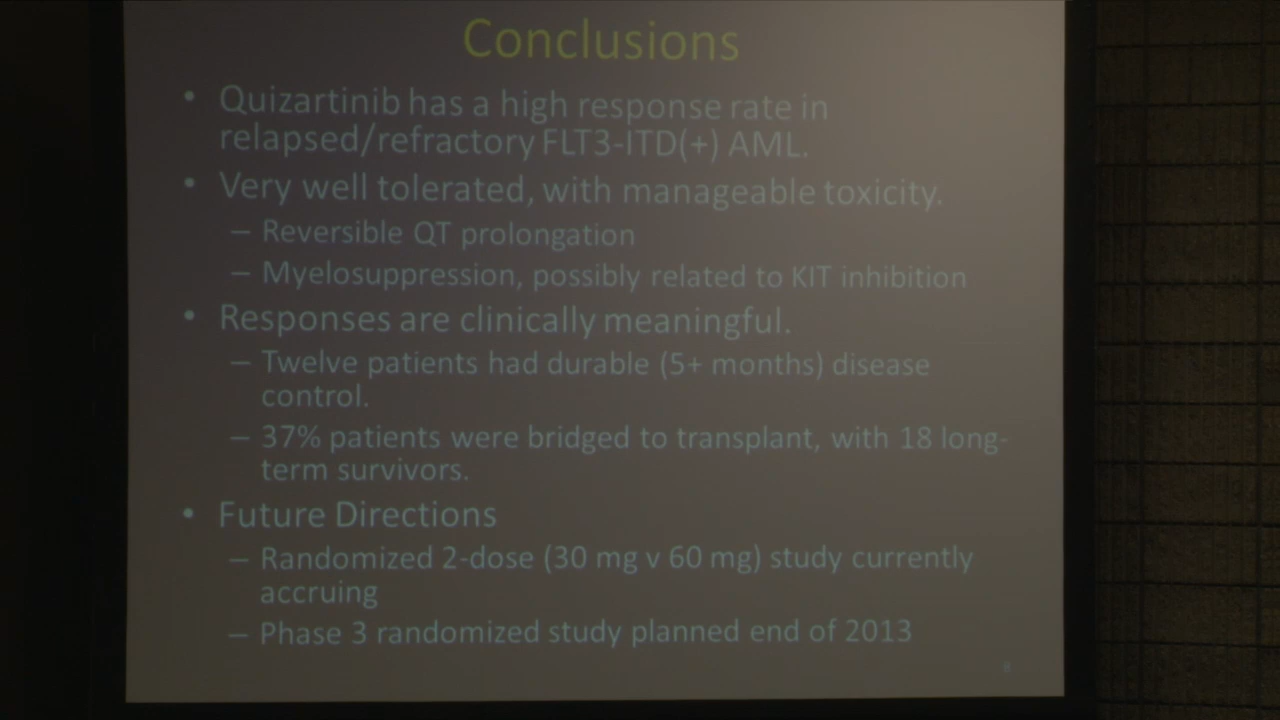 Conclusions
• Quizartinib has a high response rate in
relapsed/refractory FLT3-ITD(+) AML.
• Very well tolerated, with manageable toxicity.
– Reversible QT prolongation
– Myelosuppression, possibly related to KIT inhibition
• Responses are clinically meaningful.
– Twelve patients had durable (5+ months) disease
control.
– 37% patients were bridged to transplant, with 18 long-
term survivors.
• Future Directions
– Randomized 2-dose (30 mg v 60 mg) study currently
accruing
– Phase 3 randomized study planned end of 2013